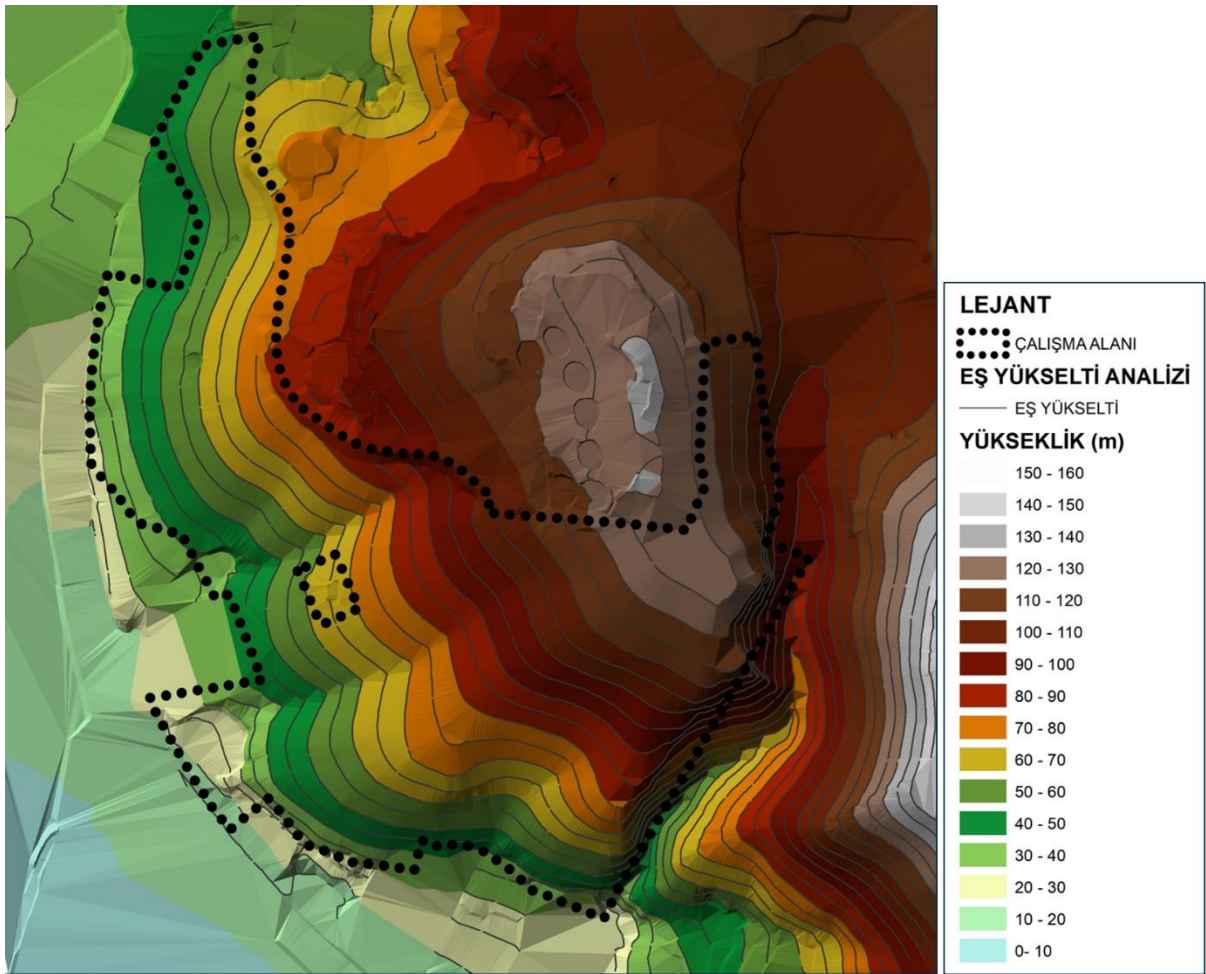 LEJANT
ÇALIŞMA ALANI
EŞ YÜKSELTİ ANALİZİ
EŞ YÜKSELTİ
YÜKSEKLİK (m)
150 - 160
140 - 150
130 - 140
120 - 130
110 - 120
100 - 110
90 - 100
80 - 90
70 - 80
60 - 70
50 - 60
40 - 50
30 - 40
20 - 30
10 - 20
0- 10